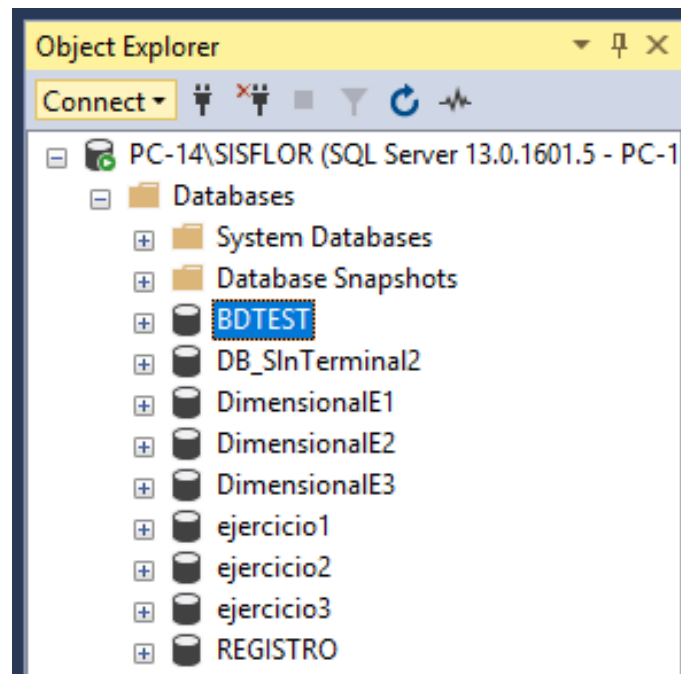 Object Explorer
Connect
PC-14\SISFLOR (SQL Server 13.0.1601.5 - PC-1
Databases
System Databases
Database Snapshots
BDTEST
DB_SInTerminal2
DimensionalE1
DimensionalE2
DimensionalE3
ejercicio1
ejercicio2
ejercicio3
REGISTRO